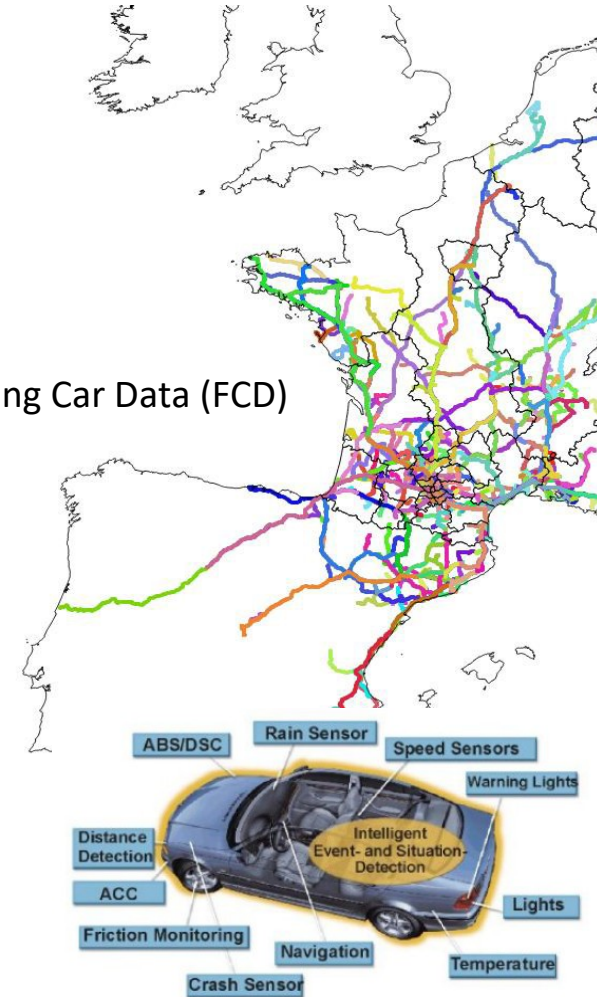 ng Car Data (FCD)
ABS/DSC
Rain Sensor
Speed Sensors
Warning Lights
Distance
Detection
Intelligent
Event- and Situation-
Detection
ACC
Lights
Friction Monitoring
Navigation
Temperature
Crash Sensor